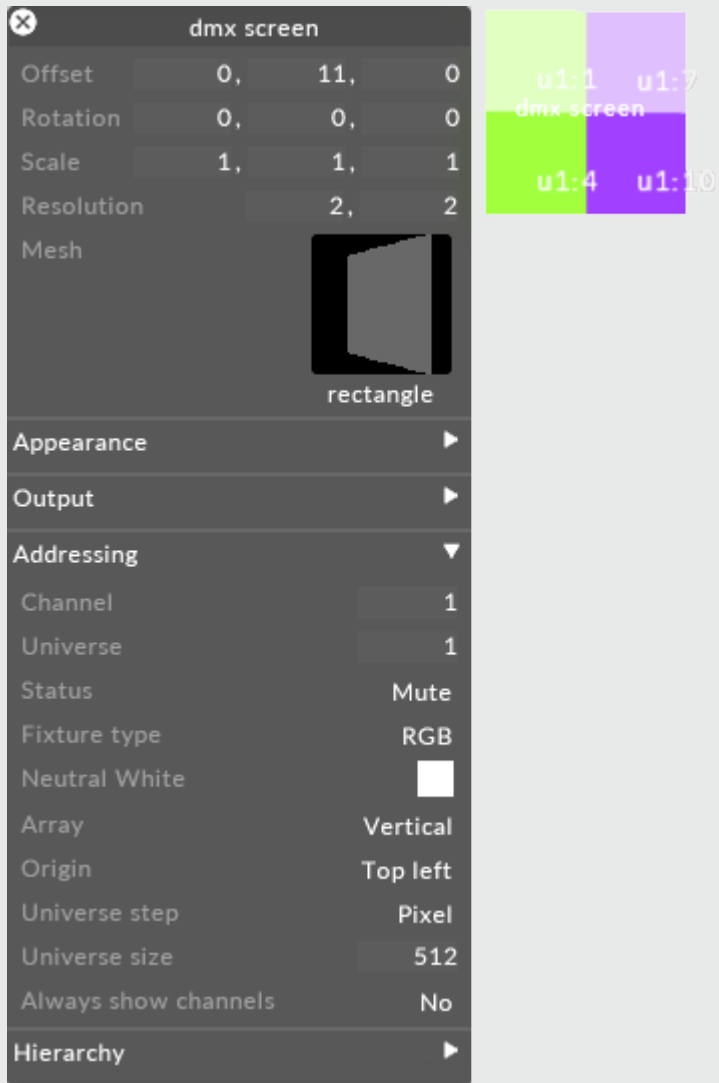 dmx screen
Offset 0, 11, 0
Rotation 0, 0, 0
Scale 1, 1, 1
Resolution 2, 2
Mesh
rectangle
Appearance
Output
Addressing
Channel 1
Universe 1
Status Mute
Fixture type RGB
Neutral White
Array Vertical
Origin Top left
Universe step Pixel
Universe size 512
Always show channels No
Hierarchy
u1:1 u1:7
dmx screen
u1:4 u1:10